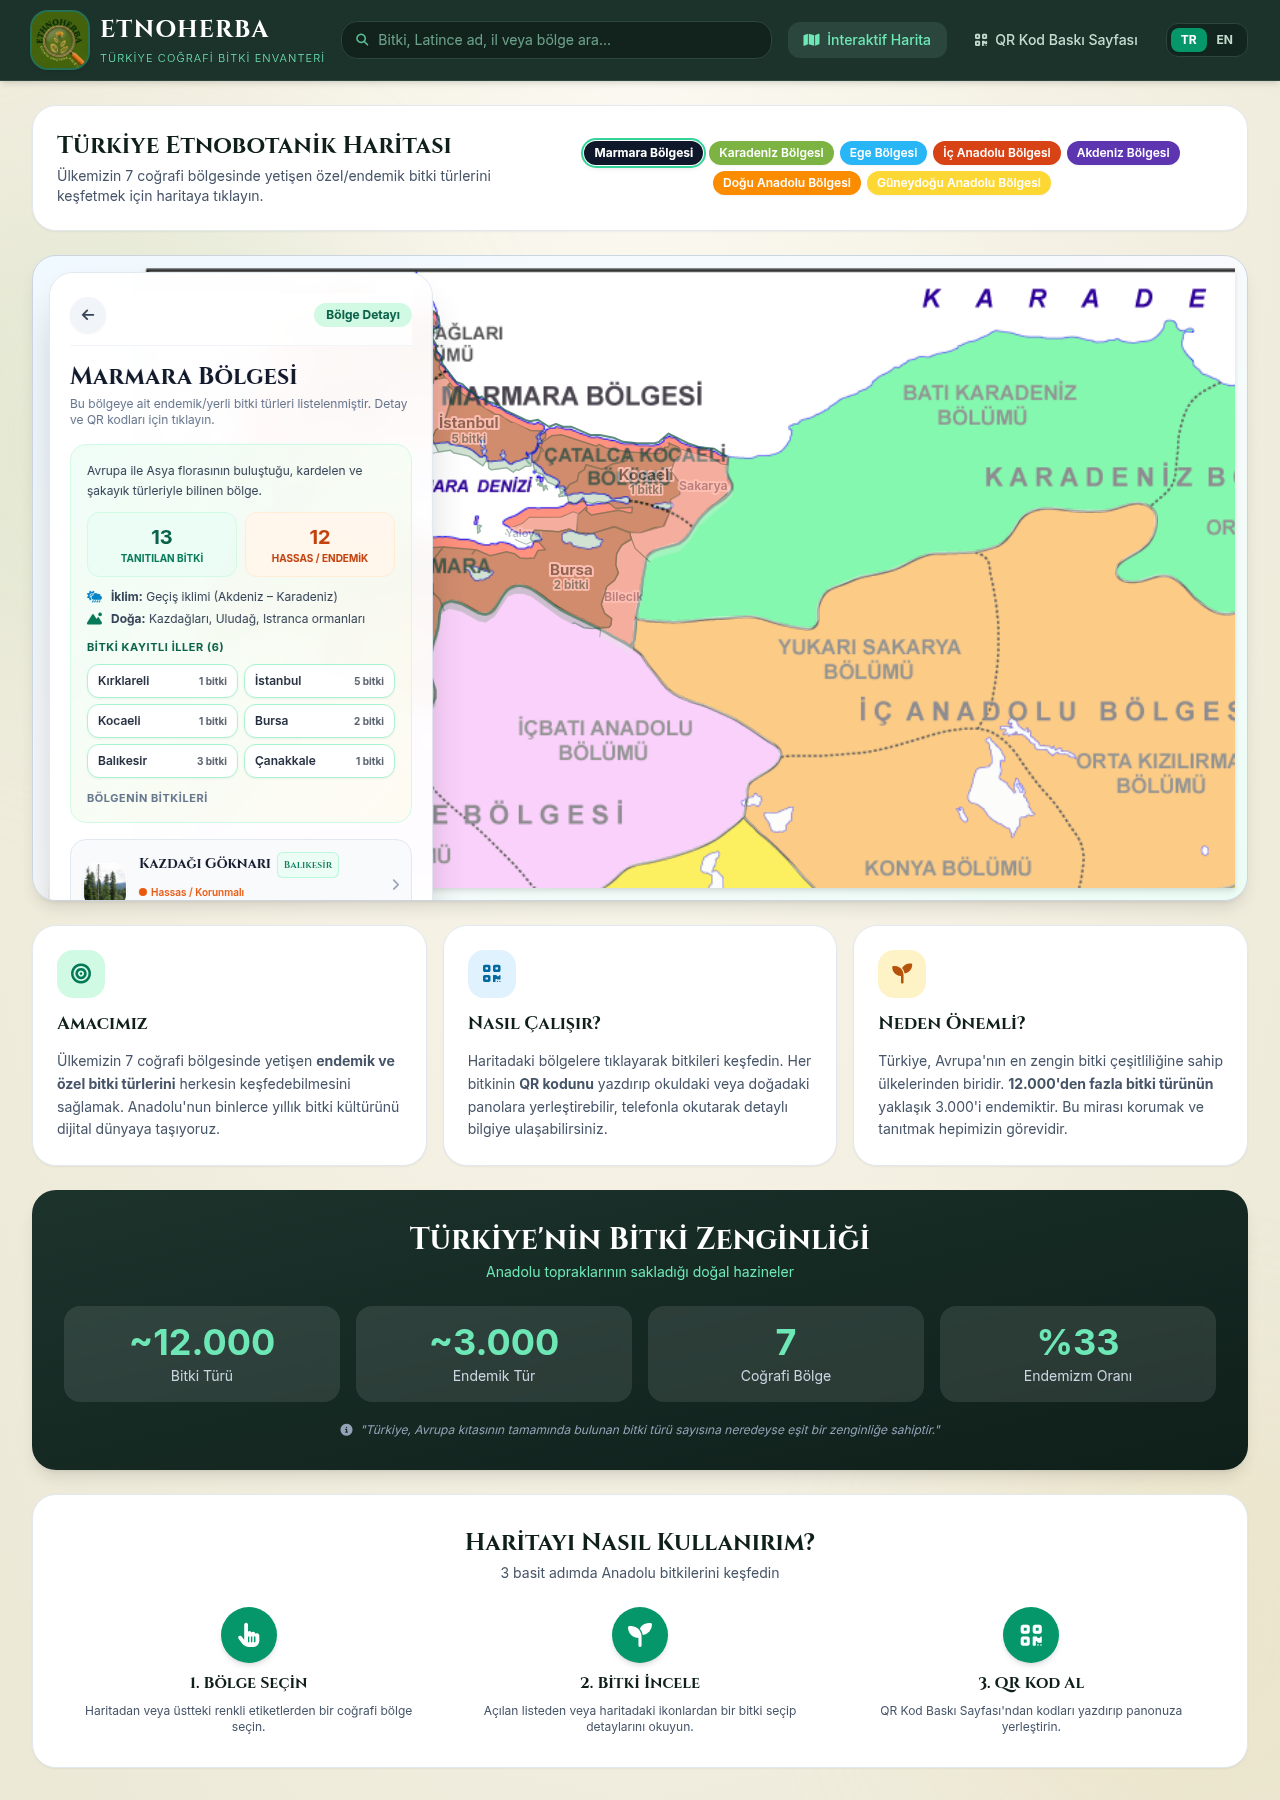 ETNOHERBA
TÜRKİYE COĞRAFİ BİTKİ ENVANTERİ
Bitki, Latince ad, il veya bölge ara...
İnteraktif Harita
QR Kod Baskı Sayfası
TR
EN
Türkiye Etnobotanik Haritası
Ülkemizin 7 coğrafi bölgesinde yetişen özel/endemik bitki türlerini
keşfetmek için haritaya tıklayın.
Marmara Bölgesi
Karadeniz Bölgesi
Ege Bölgesi
İç Anadolu Bölgesi
Akdeniz Bölgesi
Doğu Anadolu Bölgesi
Güneydoğu Anadolu Bölgesi
Bölge Detayı
Marmara Bölgesi
Bu bölgeye ait endemik/yerli bitki türleri listelenmiştir. Detay
ve QR kodları için tıklayın.
Avrupa ile Asya florasının buluştuğu, kardelen ve
şakayık türleriyle bilinen bölge.
13
TANITILAN BİTKİ
12
HASSAS / ENDEMİK
İklim: Geçiş iklimi (Akdeniz – Karadeniz)
Doğa: Kazdağları, Uludağ, Istranca ormanları
BİTKİ KAYITLI İLLER (6)
Kırklareli 1 bitki
İstanbul 5 bitki
Kocaeli 1 bitki
Bursa 2 bitki
Balıkesir 3 bitki
Çanakkale 1 bitki
BÖLGENİN BİTKİLERİ
Kazdağı Göknarı
Balıkesir
Hassas / Korunmalı
K A R A D E
AĞLARI
ÜMÜ
MARMARA BÖLGESİ
İstanbul
5 bitki
ÇATALCA KOCAELİ
Kocaeli
1 bitki
Sakarya
ARA DENİZİ
Yalova
MARA
Bursa
2 bitki
Bilecik
BATI KARADENİZ
BÖLÜMÜ
KARADENİZ B
OR
YUKARI SAKARYA
BÖLÜMÜ
İÇ ANADOLU BÖLGES
İÇBATI ANADOLU
BÖLÜMÜ
ORTA KIZILIRMA
BÖLÜMÜ
E BÖLGESİ
Ü
KONYA BÖLÜMÜ
Amacımız
Ülkemizin 7 coğrafi bölgesinde yetişen endemik ve
özel bitki türlerini herkesin keşfedebilmesini
sağlamak. Anadolu'nun binlerce yıllık bitki kültürünü
dijital dünyaya taşıyoruz.
Nasıl Çalışır?
Haritadaki bölgelere tıklayarak bitkileri keşfedin. Her
bitkinin QR kodunu yazdırıp okuldaki veya doğadaki
panolara yerleştirebilir, telefonla okutarak detaylı
bilgiye ulaşabilirsiniz.
Neden Önemli?
Türkiye, Avrupa'nın en zengin bitki çeşitliliğine sahip
ülkelerinden biridir. 12.000'den fazla bitki türünün
yaklaşık 3.000'i endemiktir. Bu mirası korumak ve
tanıtmak hepimizin görevidir.
Türkiye'nin Bitki Zenginliği
Anadolu topraklarının sakladığı doğal hazineler
~12.000
Bitki Türü
~3.000
Endemik Tür
7
Coğrafi Bölge
%33
Endemizm Oranı
"Türkiye, Avrupa kıtasının tamamında bulunan bitki türü sayısına neredeyse eşit bir zenginliğe sahiptir."
Haritayı Nasıl Kullanırım?
3 basit adımda Anadolu bitkilerini keşfedin
1. Bölge Seçin
Haritadan veya üstteki renkli etiketlerden bir coğrafi bölge
seçin.
2. Bitki İncele
Açılan listeden veya haritadaki ikonlardan bir bitki seçip
detaylarını okuyun.
3. QR Kod Al
QR Kod Baskı Sayfası'ndan kodları yazdırıp panonuza
yerleştirin.